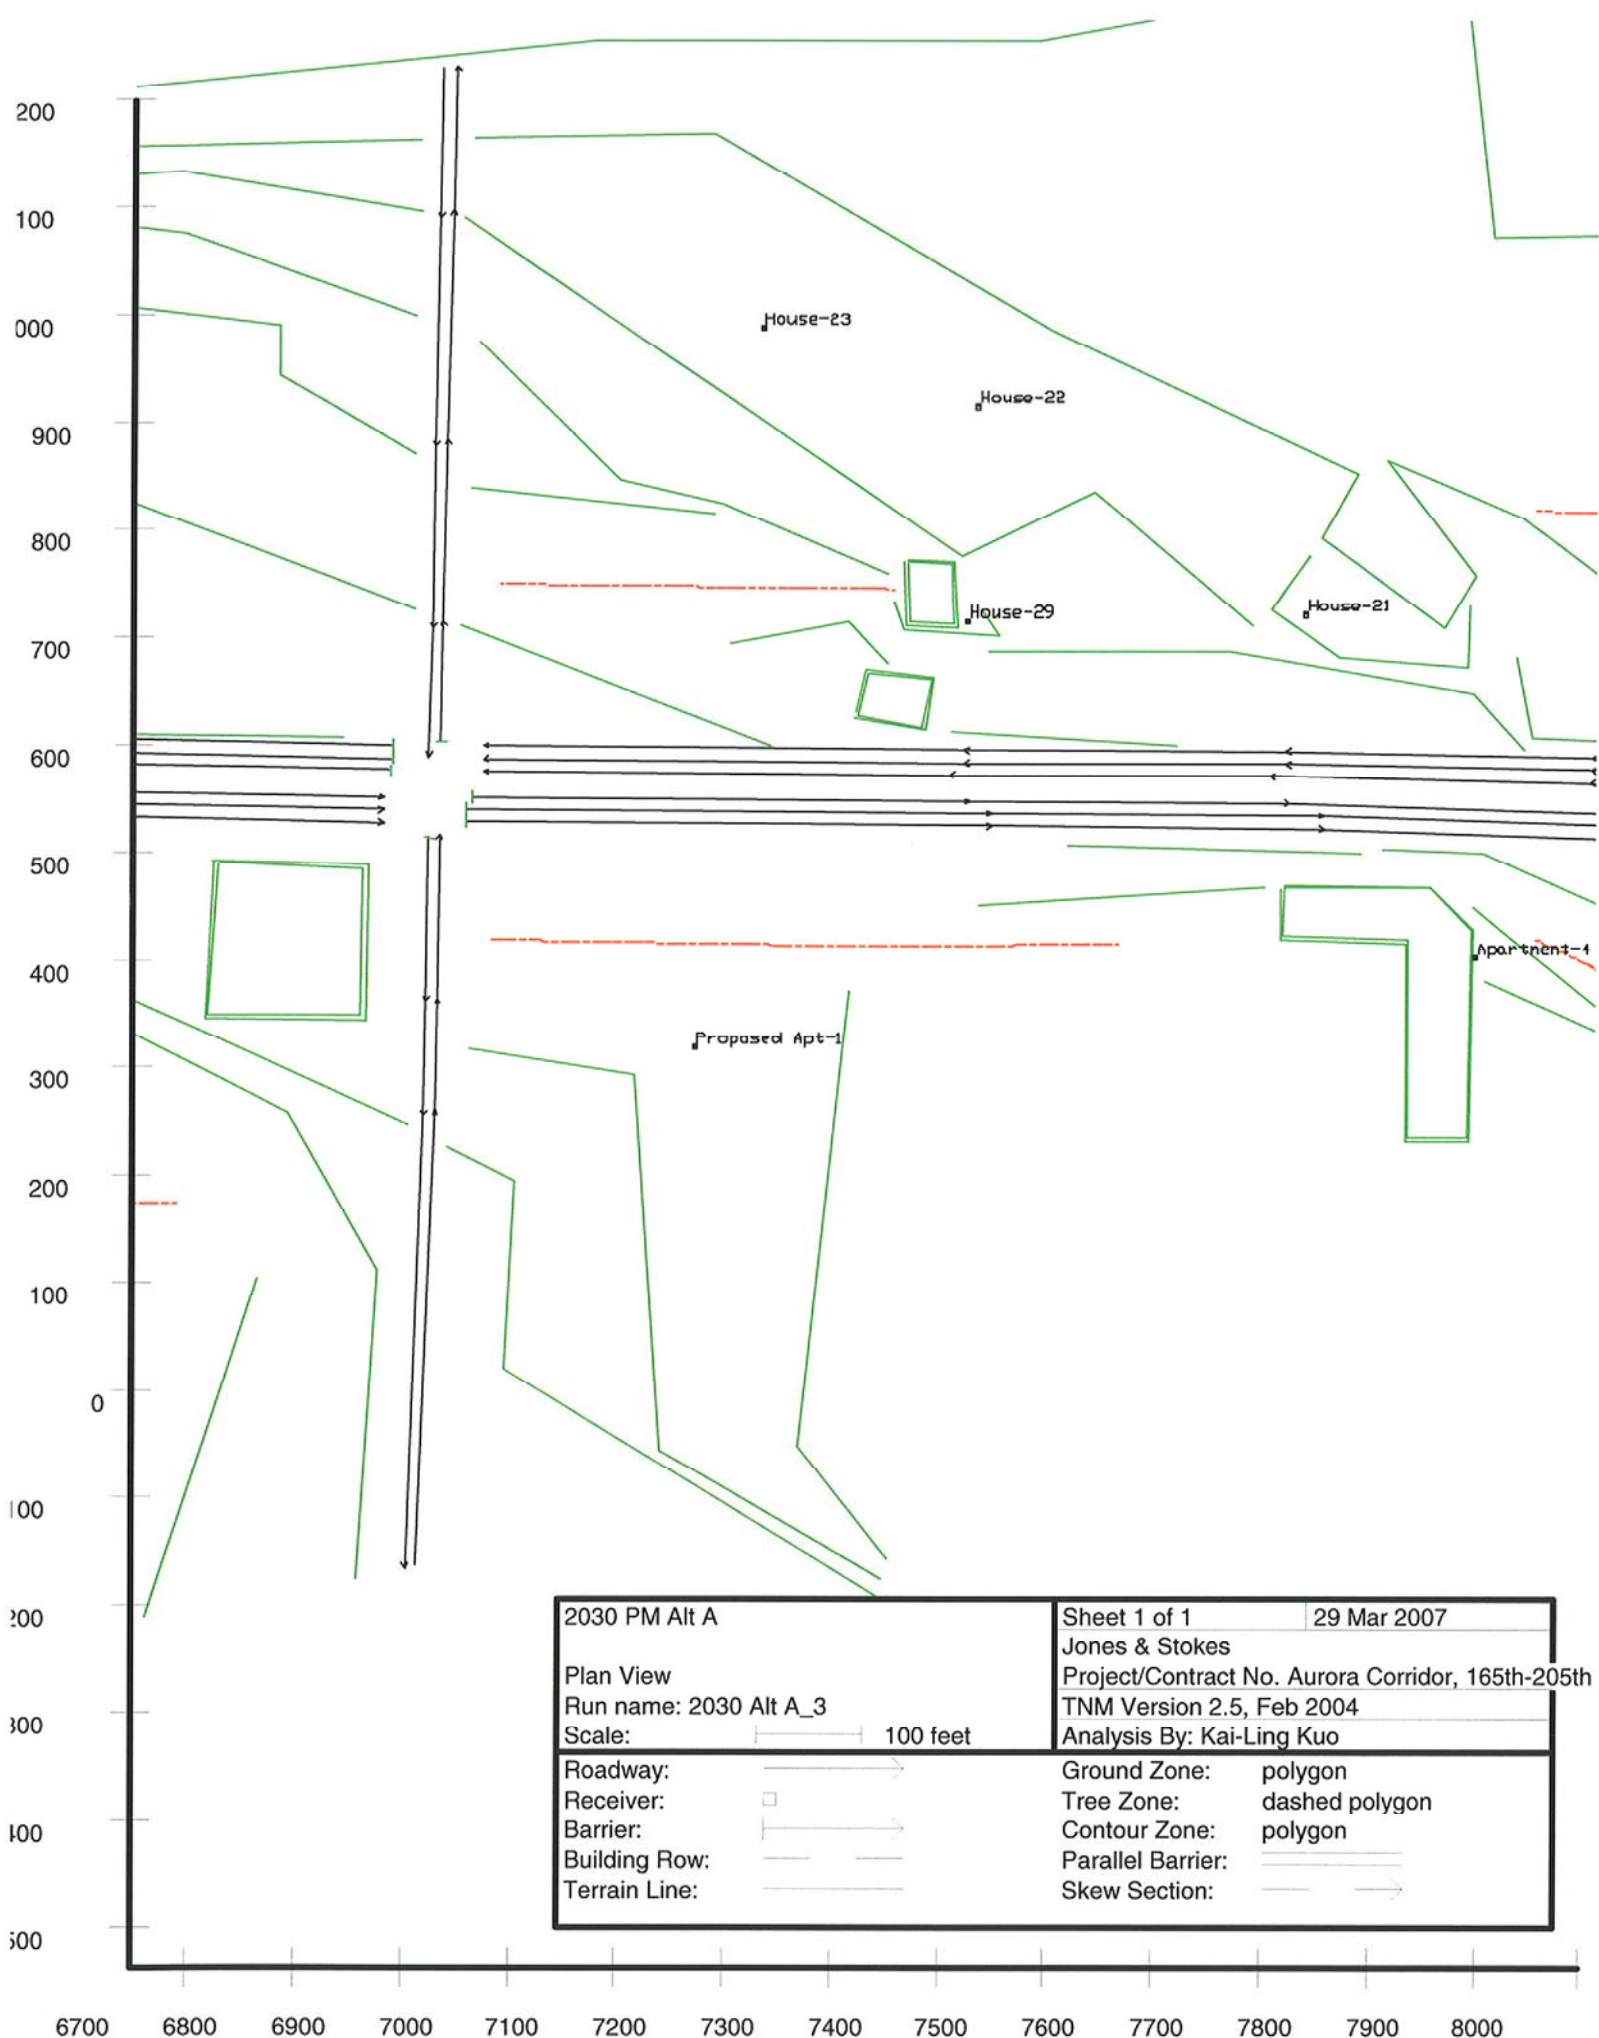 200
100
000
House-23
House-22
900
800
House-29
House-21
700
600
500
400
Apartment-4
Proposed Apt-1
300
200
100
0
100
200
300
400
500
2030 PM Alt A
Plan View
Run name: 2030 Alt A_3
Scale: 100 feet
Sheet 1 of 1 29 Mar 2007
Jones & Stokes
Project/Contract No. Aurora Corridor, 165th-205th
TNM Version 2.5, Feb 2004
Analysis By: Kai-Ling Kuo
Roadway:
Receiver:
Barrier:
Building Row:
Terrain Line:
Ground Zone: polygon
Tree Zone: dashed polygon
Contour Zone: polygon
Parallel Barrier:
Skew Section:
6700 6800 6900 7000 7100 7200 7300 7400 7500 7600 7700 7800 7900 8000